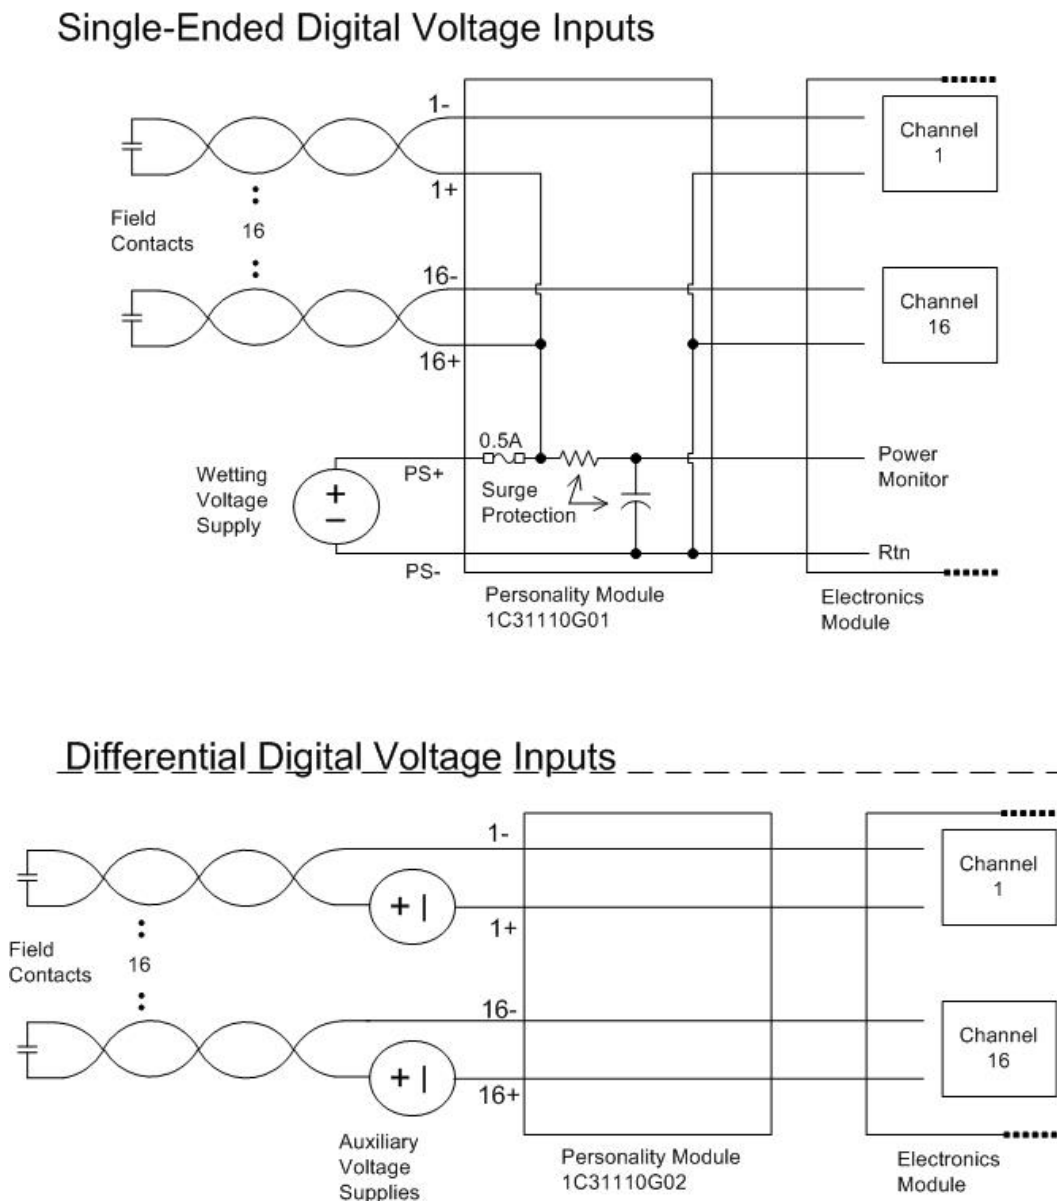 Single-Ended Digital Voltage Inputs
1-
Channel
1
1+
Field
Contacts
16
16-
Channel
16
16+
0.5A
Power
Monitor
Wetting
Voltage
Supply
PS+
+
−
Surge
Protection
Rtn
PS-
Personality Module
1C31110G01
Electronics
Module
Differential Digital Voltage Inputs
1-
Channel
1
+ |
1+
Field
Contacts
16
16-
Channel
16
+ |
16+
Auxiliary
Voltage
Supplies
Personality Module
1C31110G02
Electronics
Module